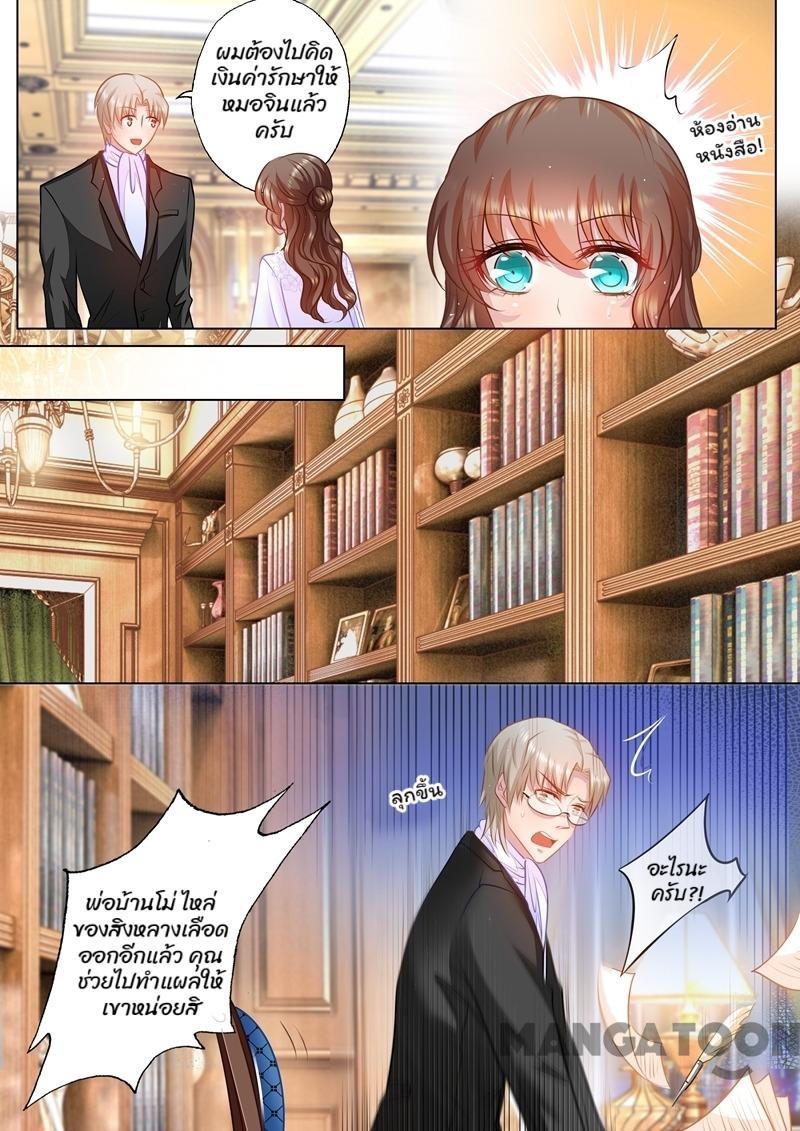 ผมต้องไปคิด
เงินค่ารักษาให้
หมอจินแล้ว
ครับ
ห้องอ่าน
หนังสือ!
ลุกขึ้น
อะไรนะ
ครับ?!
พ่อบ้านโม่ ไหล่
ของสิงหลางเลือด
ออกอีกแล้ว คุณ
ช่วยไปทำแผลให้
เขาหน่อยสิ
MANGATOON